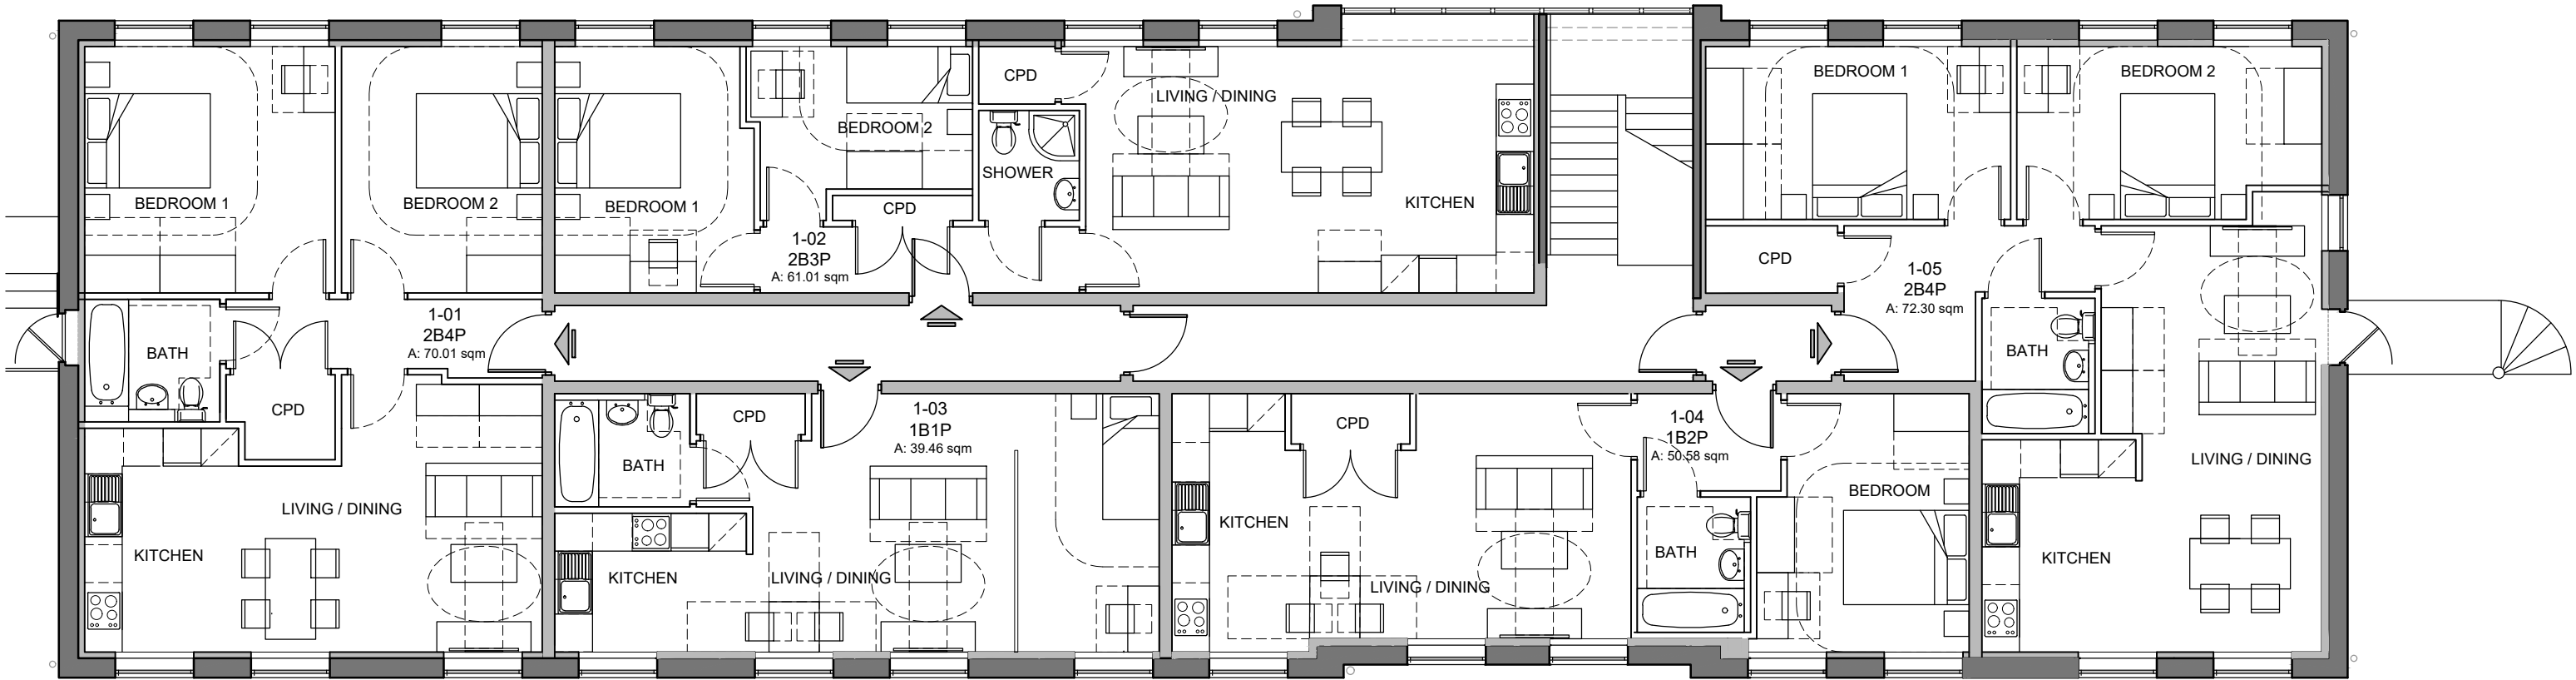 BEDROOM 1
BEDROOM 2
BATH
CPD
1-01
2B4P
A: 70.01 sqm
LIVING / DINING
KITCHEN
BEDROOM 1
BEDROOM 2
CPD
1-02
2B3P
A: 61.01 sqm
CPD
SHOWER
LIVING / DINING
KITCHEN
BATH
CPD
1-03
1B1P
A: 39.46 sqm
KITCHEN
LIVING / DINING
CPD
KITCHEN
LIVING / DINING
1-04
1B2P
A: 50.58 sqm
BATH
BEDROOM
BEDROOM 1
BEDROOM 2
CPD
1-05
2B4P
A: 72.30 sqm
BATH
LIVING / DINING
KITCHEN